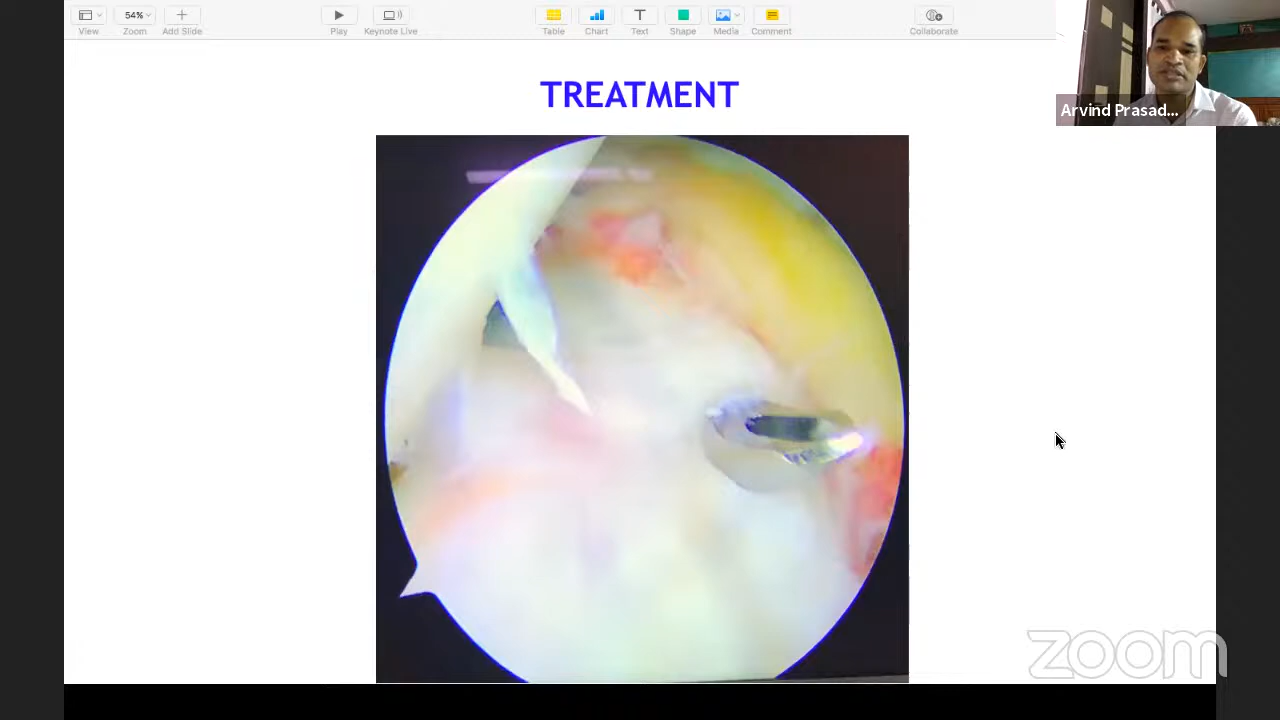 54%
View
Zoom
Add Slide
Play
Keynote Live
Table
Chart
Text
Shape
Media
Comment
Collaborate
TREATMENT
Arvind Prasad...
zoom